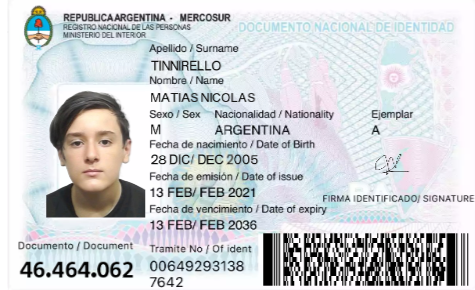 REPUBLICA ARGENTINA - MERCOSUR
REGISTRO NACIONAL DE LAS PERSONAS
MINISTERIO DEL INTERIOR
DOCUMENTO NACIONAL DE IDENTIDAD
Apellido / Surname
TINNIRELLO
Nombre / Name
MATIAS NICOLAS
Sexo / Sex Nacionalidad / Nationality Ejemplar
M ARGENTINA A
Fecha de nacimiento / Date of Birth
28 DIC/ DEC 2005
Fecha de emisión / Date of issue
13 FEB/ FEB 2021
FIRMA IDENTIFICADO/ SIGNATURE
Fecha de vencimiento / Date of expiry
13 FEB/ FEB 2036
Documento / Document
46.464.062
Tramite No / Of ident
00649293138
7642